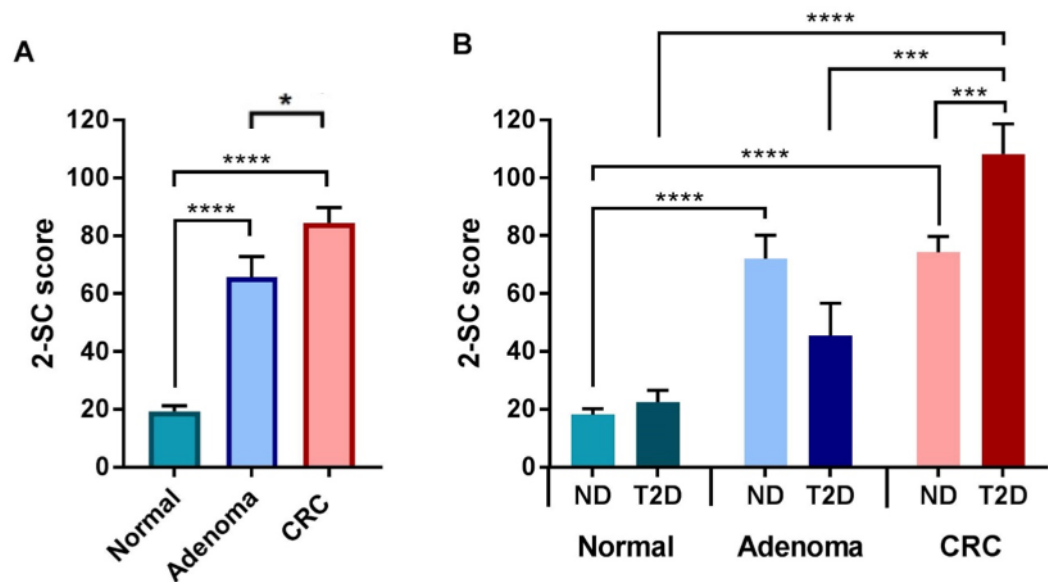 A
2-SC score
120
100
80
60
40
20
0
*
****
****
Normal
Adenoma
CRC
B
2-SC score
120
100
80
60
40
20
0
****
***
***
****
****
ND T2D ND T2D ND T2D
Normal Adenoma CRC